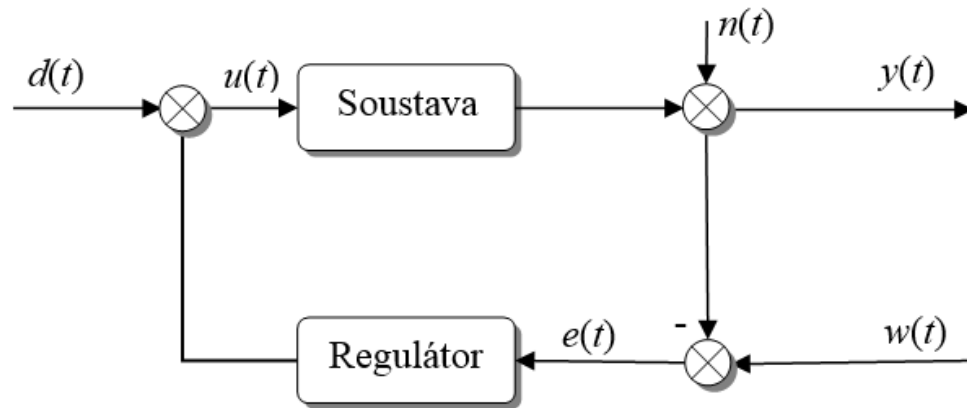 n(t)
d(t)
u(t)
y(t)
Soustava
-
e(t)
w(t)
Regulátor